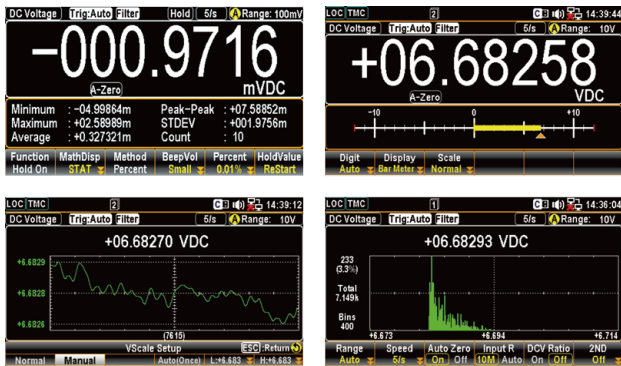 DC Voltage Trig:Auto Filter Hold 5/s A Range: 100mV
-000.9716
A-Zero mVDC
Minimum : -04.99864m Peak-Peak : +07.58852m
Maximum : +02.58989m STDEV : +001.9756m
Average : +0.327321m Count : 10
Function MathDisp Method BeepVol Percent HoldValue
Hold On STAT Percent Small 0.01% ReStart
LOC TMC 2 C 14:39:44
DC Voltage Trig:Auto Filter 5/s A Range: 10V
+06.68258
A-Zero VDC
-10 0 +10
Digit Display Scale
Auto Bar Meter Normal
LOC TMC 2 C 14:39:12
DC Voltage Trig:Auto Filter 5/s A Range: 10V
+06.68270 VDC
+6.6829
+6.6828
+6.6826
(7615)
VScale Setup ESC :Return
Normal Manual Auto(Once) L:+6.683 H:+6.683
LOC TMC 1 C 14:36:04
DC Voltage Trig:Auto Filter 5/s A Range: 10V
+06.68293 VDC
233
(3.3%)
Total
7.149k
Bins
400
+6.673 +6.694 +6.714
Range Speed Auto Zero Input R DCV Ratio 2ND
Auto 5/s On Off 10M Auto On Off Off